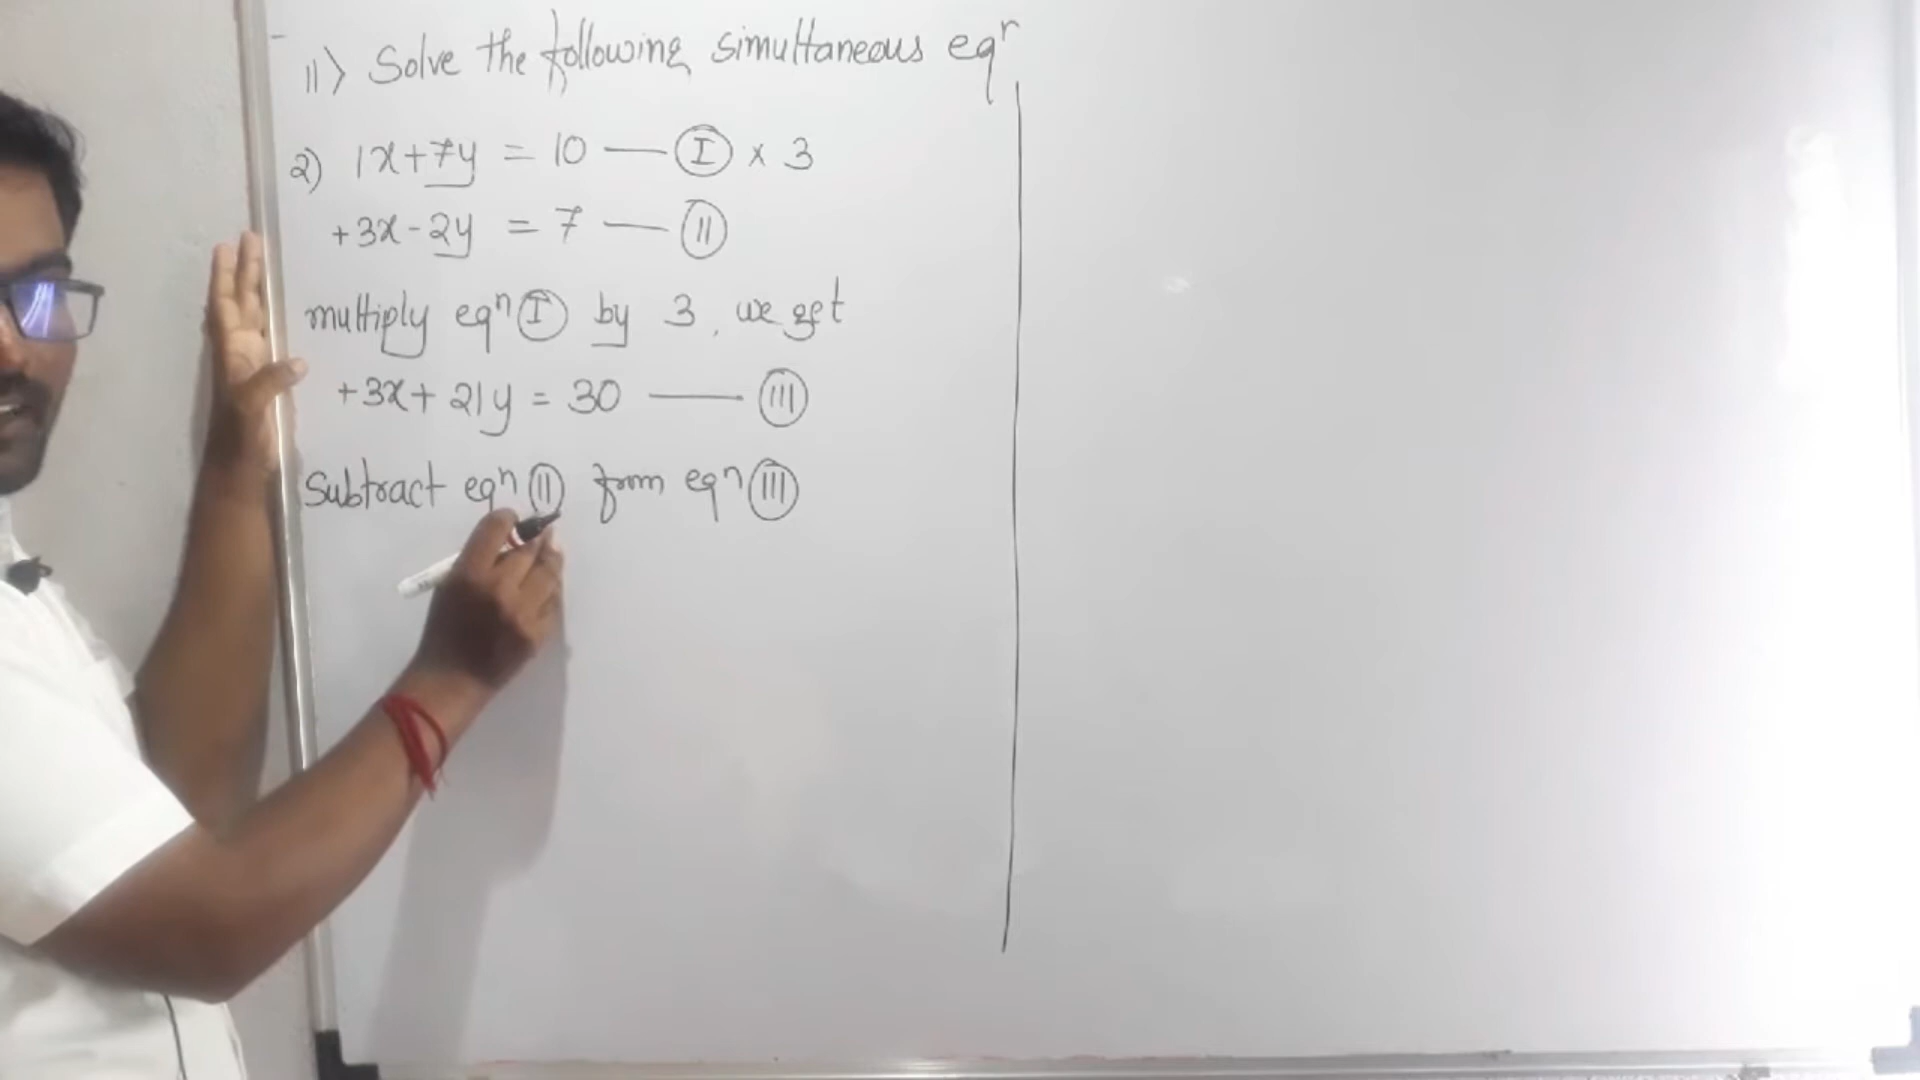 II) Solve the following simultaneous eqn
2) 1x+7y = 10 — (I) × 3
+3x-2y = 7 — (II)
multiply eqn (I) by 3, we get
+3x+21y = 30 — (III)
Subtract eqn (II) from eqn (III)